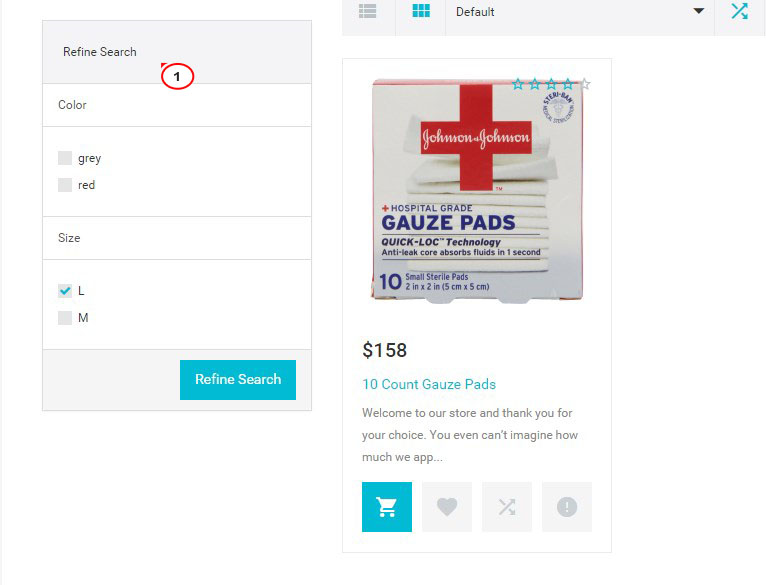 Default
Refine Search
1
Color
grey
red
Size
L
M
Refine Search
STERI-BAN
Johnson & Johnson
™
HOSPITAL GRADE
GAUZE PADS
QUICK-LOC™ Technology
Anti-leak core absorbs fluids in 1 second
10 Small Sterile Pads
2 in x 2 in (5 cm x 5 cm)
$158
10 Count Gauze Pads
Welcome to our store and thank you for
your choice. You even can't imagine how
much we app...